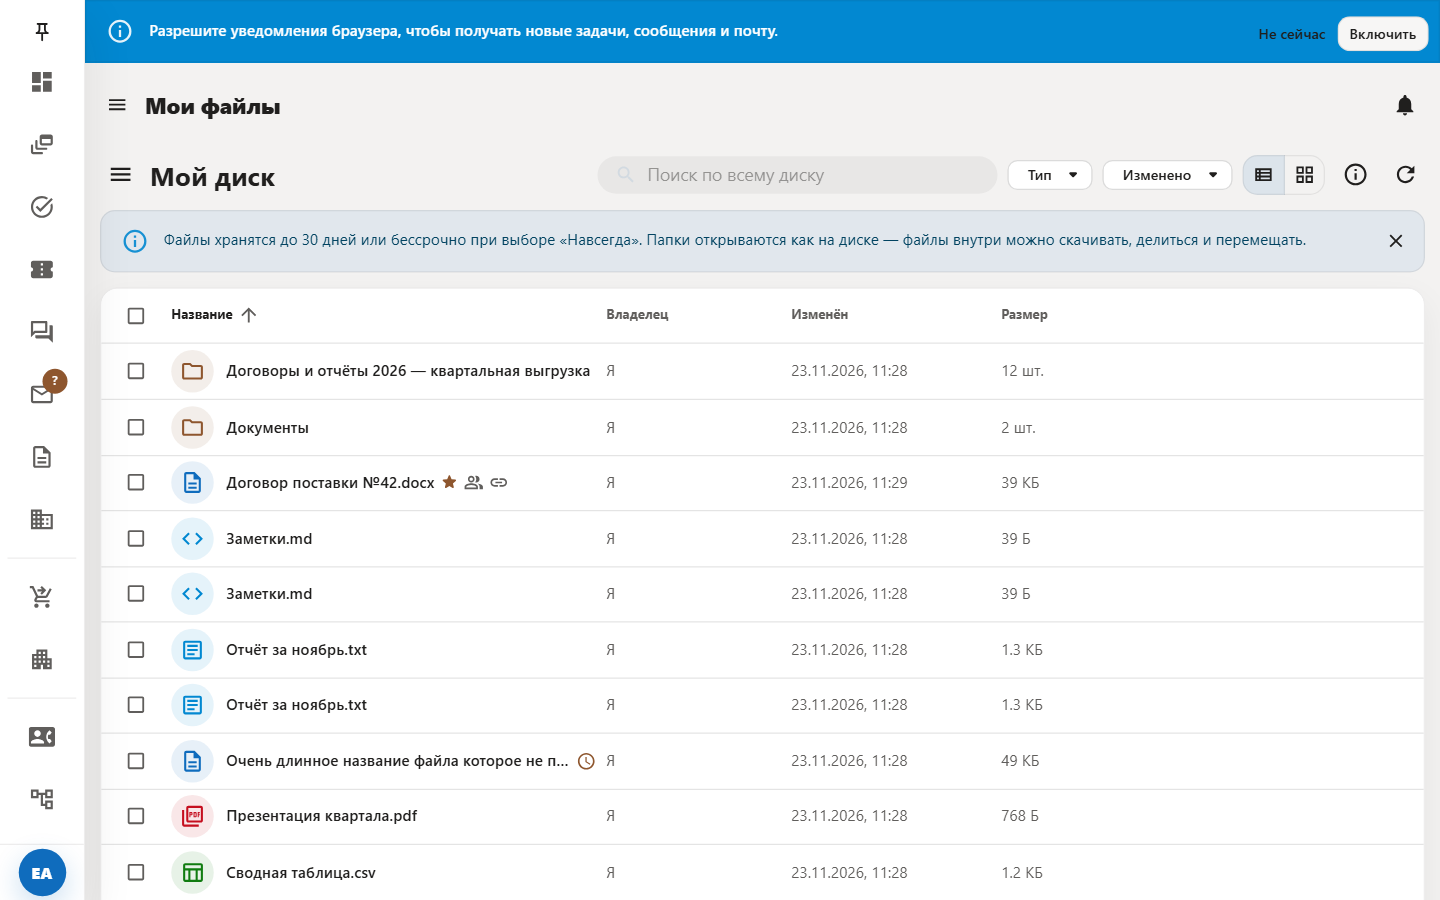 Разрешите уведомления браузера, чтобы получать новые задачи, сообщения и почту.
Не сейчас
Включить
Мои файлы
Мой диск
Поиск по всему диску
Тип
Изменено
Файлы хранятся до 30 дней или бессрочно при выборе «Навсегда». Папки открываются как на диске — файлы внутри можно скачивать, делиться и перемещать.
Название Владелец Изменён Размер
Договоры и отчёты 2026 — квартальная выгрузка Я 23.11.2026, 11:28 12 шт.
Документы Я 23.11.2026, 11:28 2 шт.
Договор поставки №42.docx Я 23.11.2026, 11:29 39 КБ
Заметки.md Я 23.11.2026, 11:28 39 Б
Заметки.md Я 23.11.2026, 11:28 39 Б
Отчёт за ноябрь.txt Я 23.11.2026, 11:28 1.3 КБ
Отчёт за ноябрь.txt Я 23.11.2026, 11:28 1.3 КБ
Очень длинное название файла которое не п... Я 23.11.2026, 11:28 49 КБ
PDF Презентация квартала.pdf Я 23.11.2026, 11:28 768 Б
Сводная таблица.csv Я 23.11.2026, 11:28 1.2 КБ
?
EA